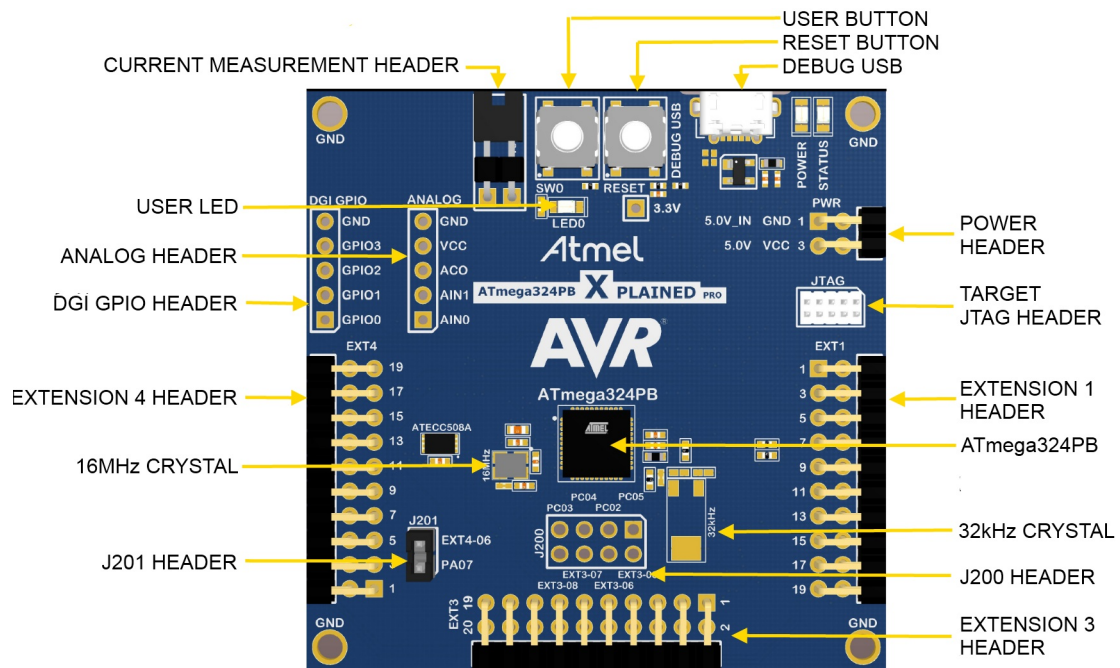 USER BUTTON
RESET BUTTON
DEBUG USB
CURRENT MEASUREMENT HEADER
GND
GND
DEBUG USB
POWER
STATUS
SW0
RESET
3.3V
LED0
USER LED
DGI GPIO
ANALOG
GND
GPIO3
GPIO2
GPIO1
GPIO0
GND
VCC
ACO
AIN1
AIN0
ANALOG HEADER
DGI GPIO HEADER
PWR
5.0V_IN GND 1
5.0V VCC 3
POWER
HEADER
Atmel
ATmega324PB X PLAINED PRO
JTAG
TARGET
JTAG HEADER
AVR
ATmega324PB
ATMEL
EXT4
19
17
15
13
11
9
7
5
1
EXTENSION 4 HEADER
EXT1
1
3
5
7
9
11
13
15
17
19
EXTENSION 1
HEADER
ATmega324PB
ATECC508A
16MHz
16MHz CRYSTAL
PC04 PC05
PC03 PC02
J200
32kHz
32kHz CRYSTAL
J201
EXT4-06
PA07
J201 HEADER
EXT3-07
EXT3-08 EXT3-06
J200 HEADER
EXT3
19
20
1
2
EXTENSION 3
HEADER
GND
GND